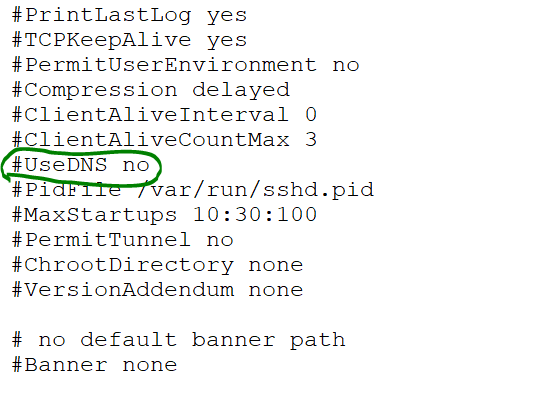 #PrintLastLog yes
#TCPKeepAlive yes
#PermitUserEnvironment no
#Compression delayed
#ClientAliveInterval 0
#ClientAliveCountMax 3
#UseDNS no
#PidFile /var/run/sshd.pid
#MaxStartups 10:30:100
#PermitTunnel no
#ChrootDirectory none
#VersionAddendum none

# no default banner path
#Banner none